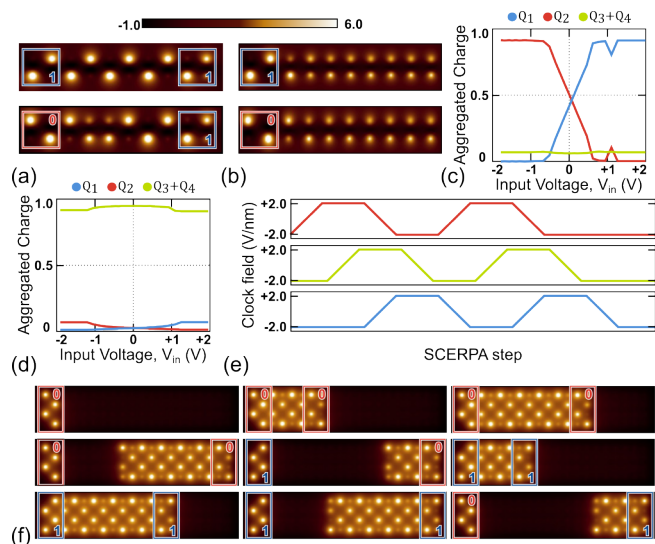 -1.0 6.0
Q1 Q2 Q3+Q4
1 1 1
0 1 0
Aggregated Charge
1
0.5
0
-2 -1 0 +1 +2
Input Voltage, Vin (V)
(a) (b) (c)
Q1 Q2 Q3+Q4
Aggregated Charge
1.0
0.5
0
-2 -1 0 +1 +2
Input Voltage, Vin (V)
Clock field (V/nm)
+2.0
-2.0
+2.0
-2.0
+2.0
-2.0
SCERPA step
(d) (e)
0 0 0 0 0
0 0 1 0 1 1
1 1 1 1 0 1
(f)